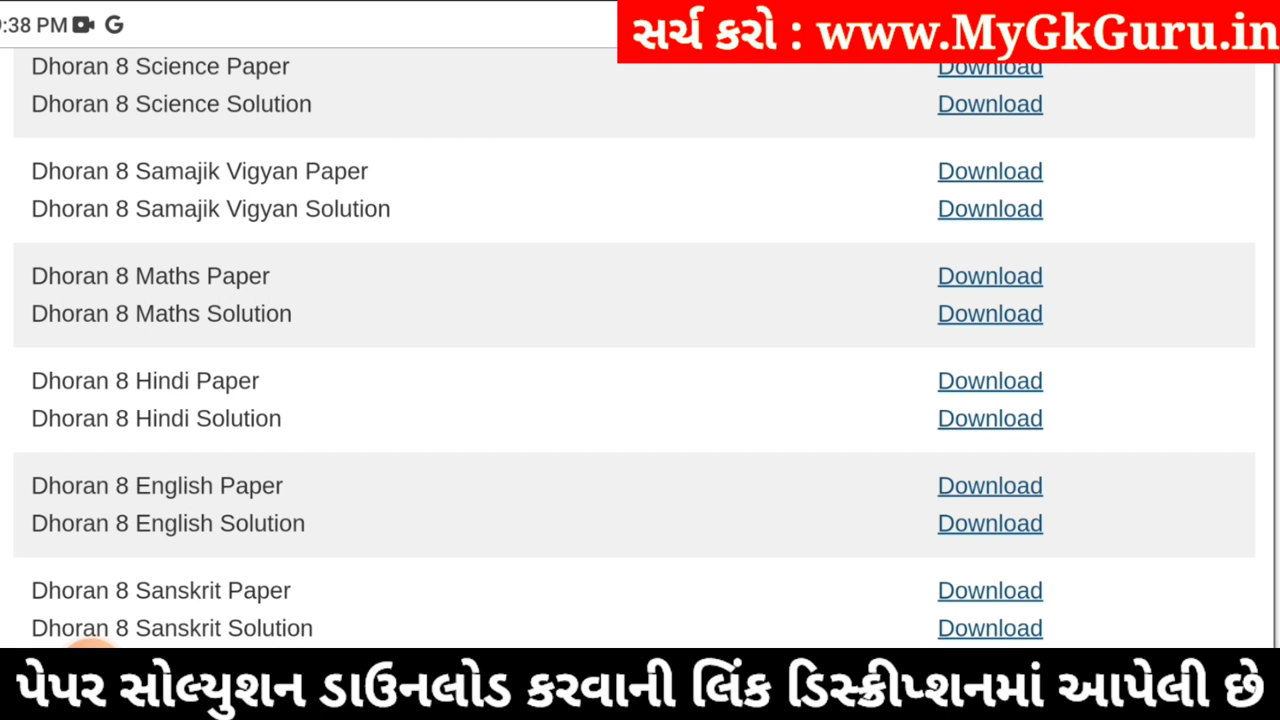 :38 PM
સર્ચ કરો : www.MyGkGuru.in
Dhoran 8 Science Paper Download
Dhoran 8 Science Solution Download
Dhoran 8 Samajik Vigyan Paper Download
Dhoran 8 Samajik Vigyan Solution Download
Dhoran 8 Maths Paper Download
Dhoran 8 Maths Solution Download
Dhoran 8 Hindi Paper Download
Dhoran 8 Hindi Solution Download
Dhoran 8 English Paper Download
Dhoran 8 English Solution Download
Dhoran 8 Sanskrit Paper Download
Dhoran 8 Sanskrit Solution Download
પેપર સોલ્યુશન ડાઉનલોડ કરવાની લિંક ડિસ્ક્રીપ્શનમાં આપેલી છે